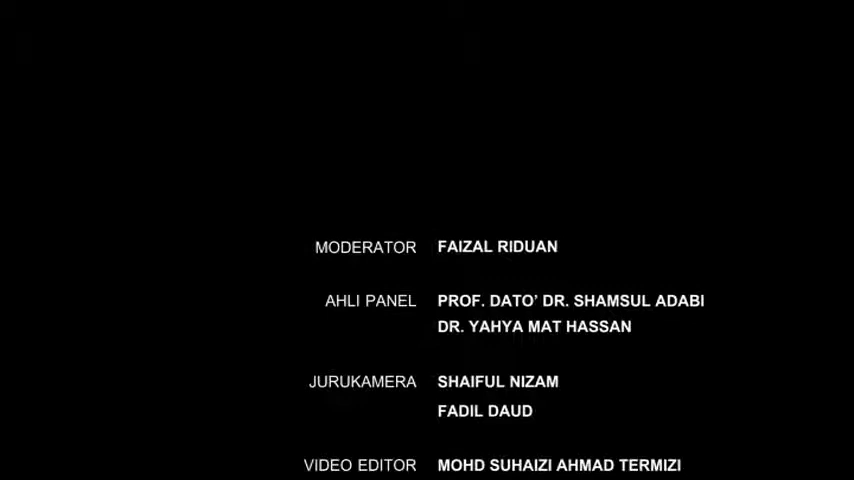 MODERATOR FAIZAL RIDUAN
AHLI PANEL PROF. DATO’ DR. SHAMSUL ADABI
DR. YAHYA MAT HASSAN
JURUKAMERA SHAIFUL NIZAM
FADIL DAUD
VIDEO EDITOR MOHD SUHAIZI AHMAD TERMIZI